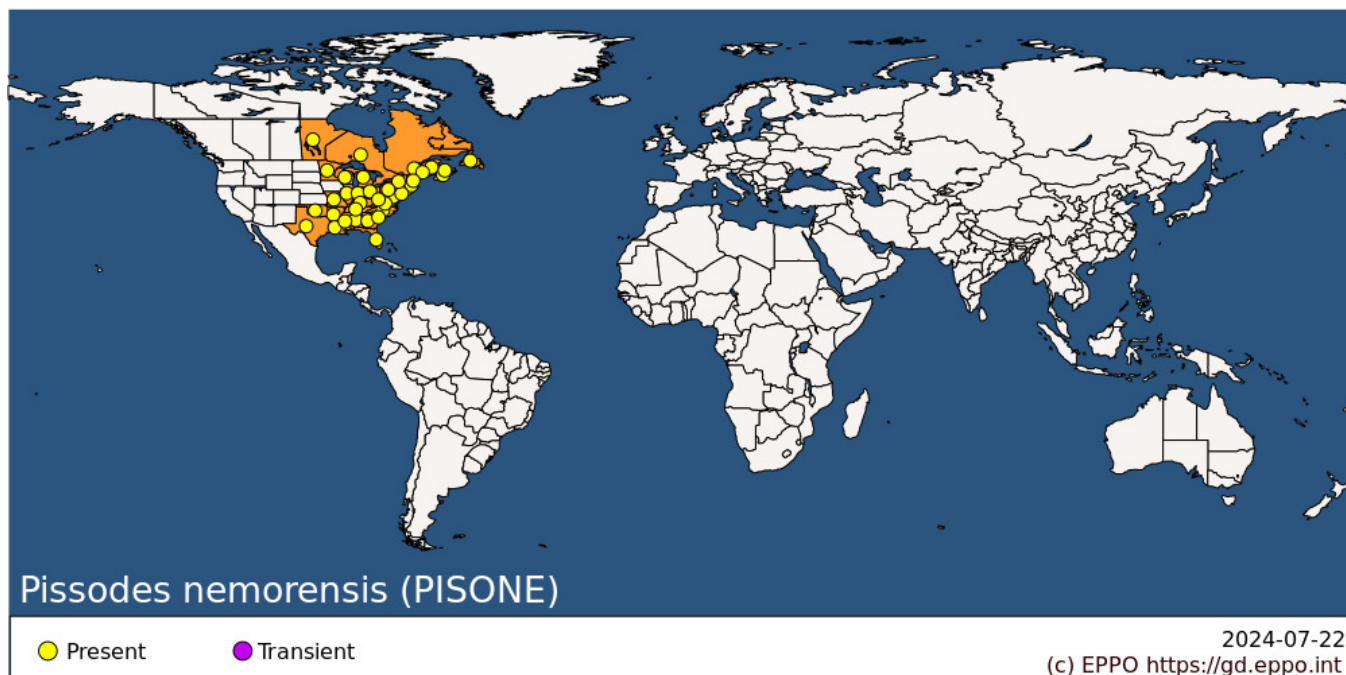 Pissodes nemorensis (PISONE)
Present
Transient
2024-07-22
(c) EPPO https://gd.eppo.int